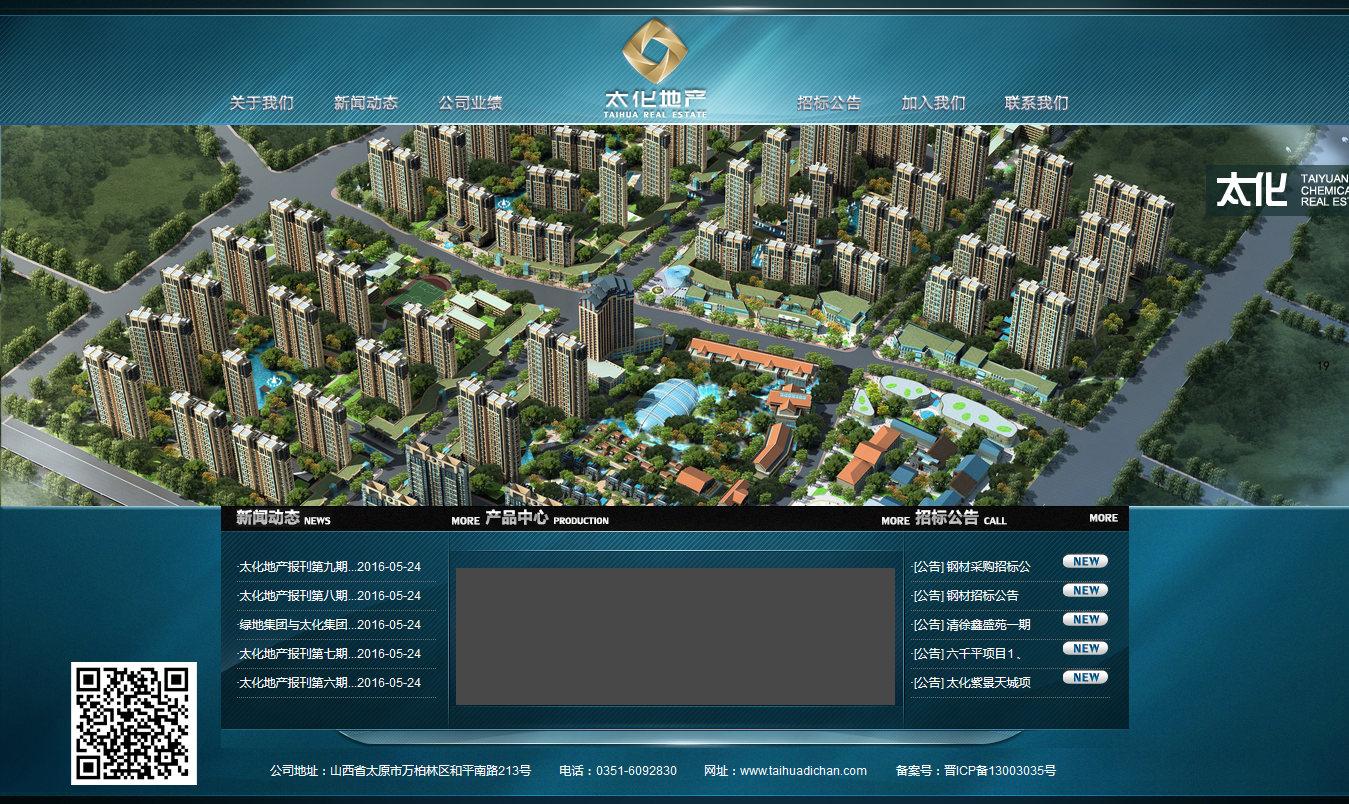 关于我们 新闻动态 公司业绩 太化地产 招标公告 加入我们 联系我们
TAIHUA REAL ESTATE
太化 TAIYUAN
CHEMICA
REAL EST
19
新闻动态 NEWS MORE 产品中心 PRODUCTION MORE 招标公告 CALL MORE
·太化地产报刊第九期...2016-05-24
·太化地产报刊第八期...2016-05-24
·绿地集团与太化集团...2016-05-24
·太化地产报刊第七期...2016-05-24
·太化地产报刊第六期...2016-05-24
·[公告] 钢材采购招标公 NEW
·[公告] 钢材招标公告 NEW
·[公告] 清徐鑫盛苑一期 NEW
·[公告] 六千平项目1、 NEW
·[公告] 太化紫景天城项 NEW
公司地址：山西省太原市万柏林区和平南路213号 电话：0351-6092830 网址：www.taihuadichan.com 备案号：晋ICP备13003035号